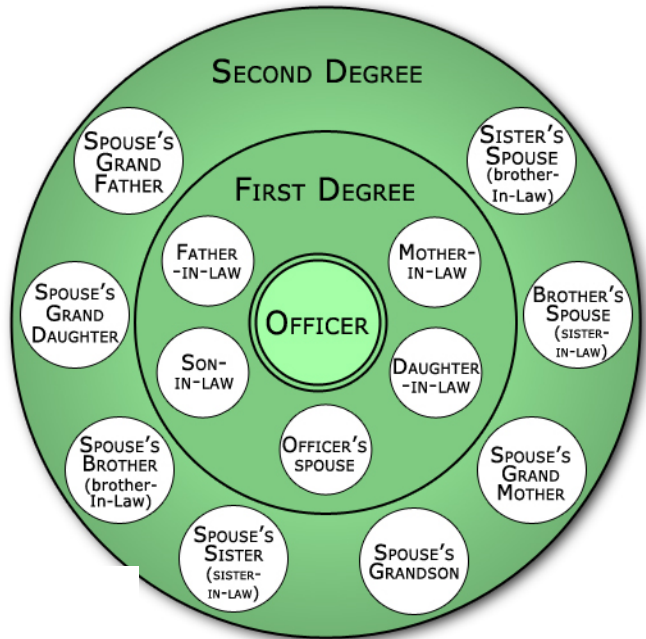 SECOND DEGREE
SPOUSE'S
GRAND
FATHER
SISTER'S
SPOUSE
(brother-
In-Law)
FIRST DEGREE
FATHER
-IN-LAW
MOTHER-
IN-LAW
SPOUSE'S
GRAND
DAUGHTER
OFFICER
BROTHER'S
SPOUSE
(SISTER-
IN-LAW)
SON-
IN-LAW
DAUGHTER
-IN-LAW
SPOUSE'S
BROTHER
(brother-
In-Law)
OFFICER'S
SPOUSE
SPOUSE'S
GRAND
MOTHER
SPOUSE'S
SISTER
(SISTER-
IN-LAW)
SPOUSE'S
GRANDSON